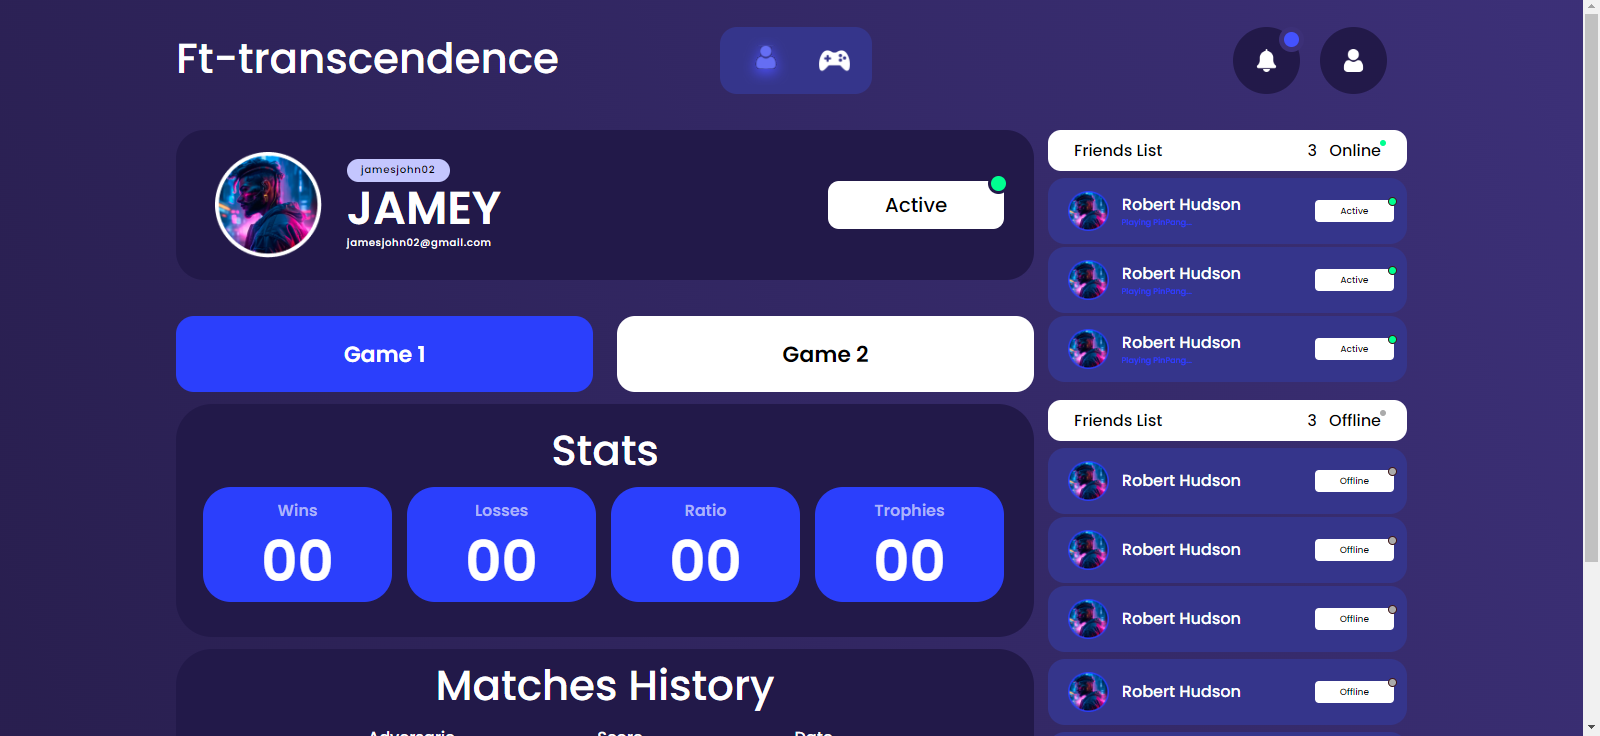 Ft-transcendence
jamesjohn02
JAMEY
jamesjohn02@gmail.com
Active
Game 1
Game 2
Stats
Wins
00
Losses
00
Ratio
00
Trophies
00
Matches History
Adversario
Score
Date
Friends List
3 Online
Robert Hudson
Playing PinPong...
Active
Robert Hudson
Playing PinPong...
Active
Robert Hudson
Playing PinPong...
Active
Friends List
3 Offline
Robert Hudson
Offline
Robert Hudson
Offline
Robert Hudson
Offline
Robert Hudson
Offline